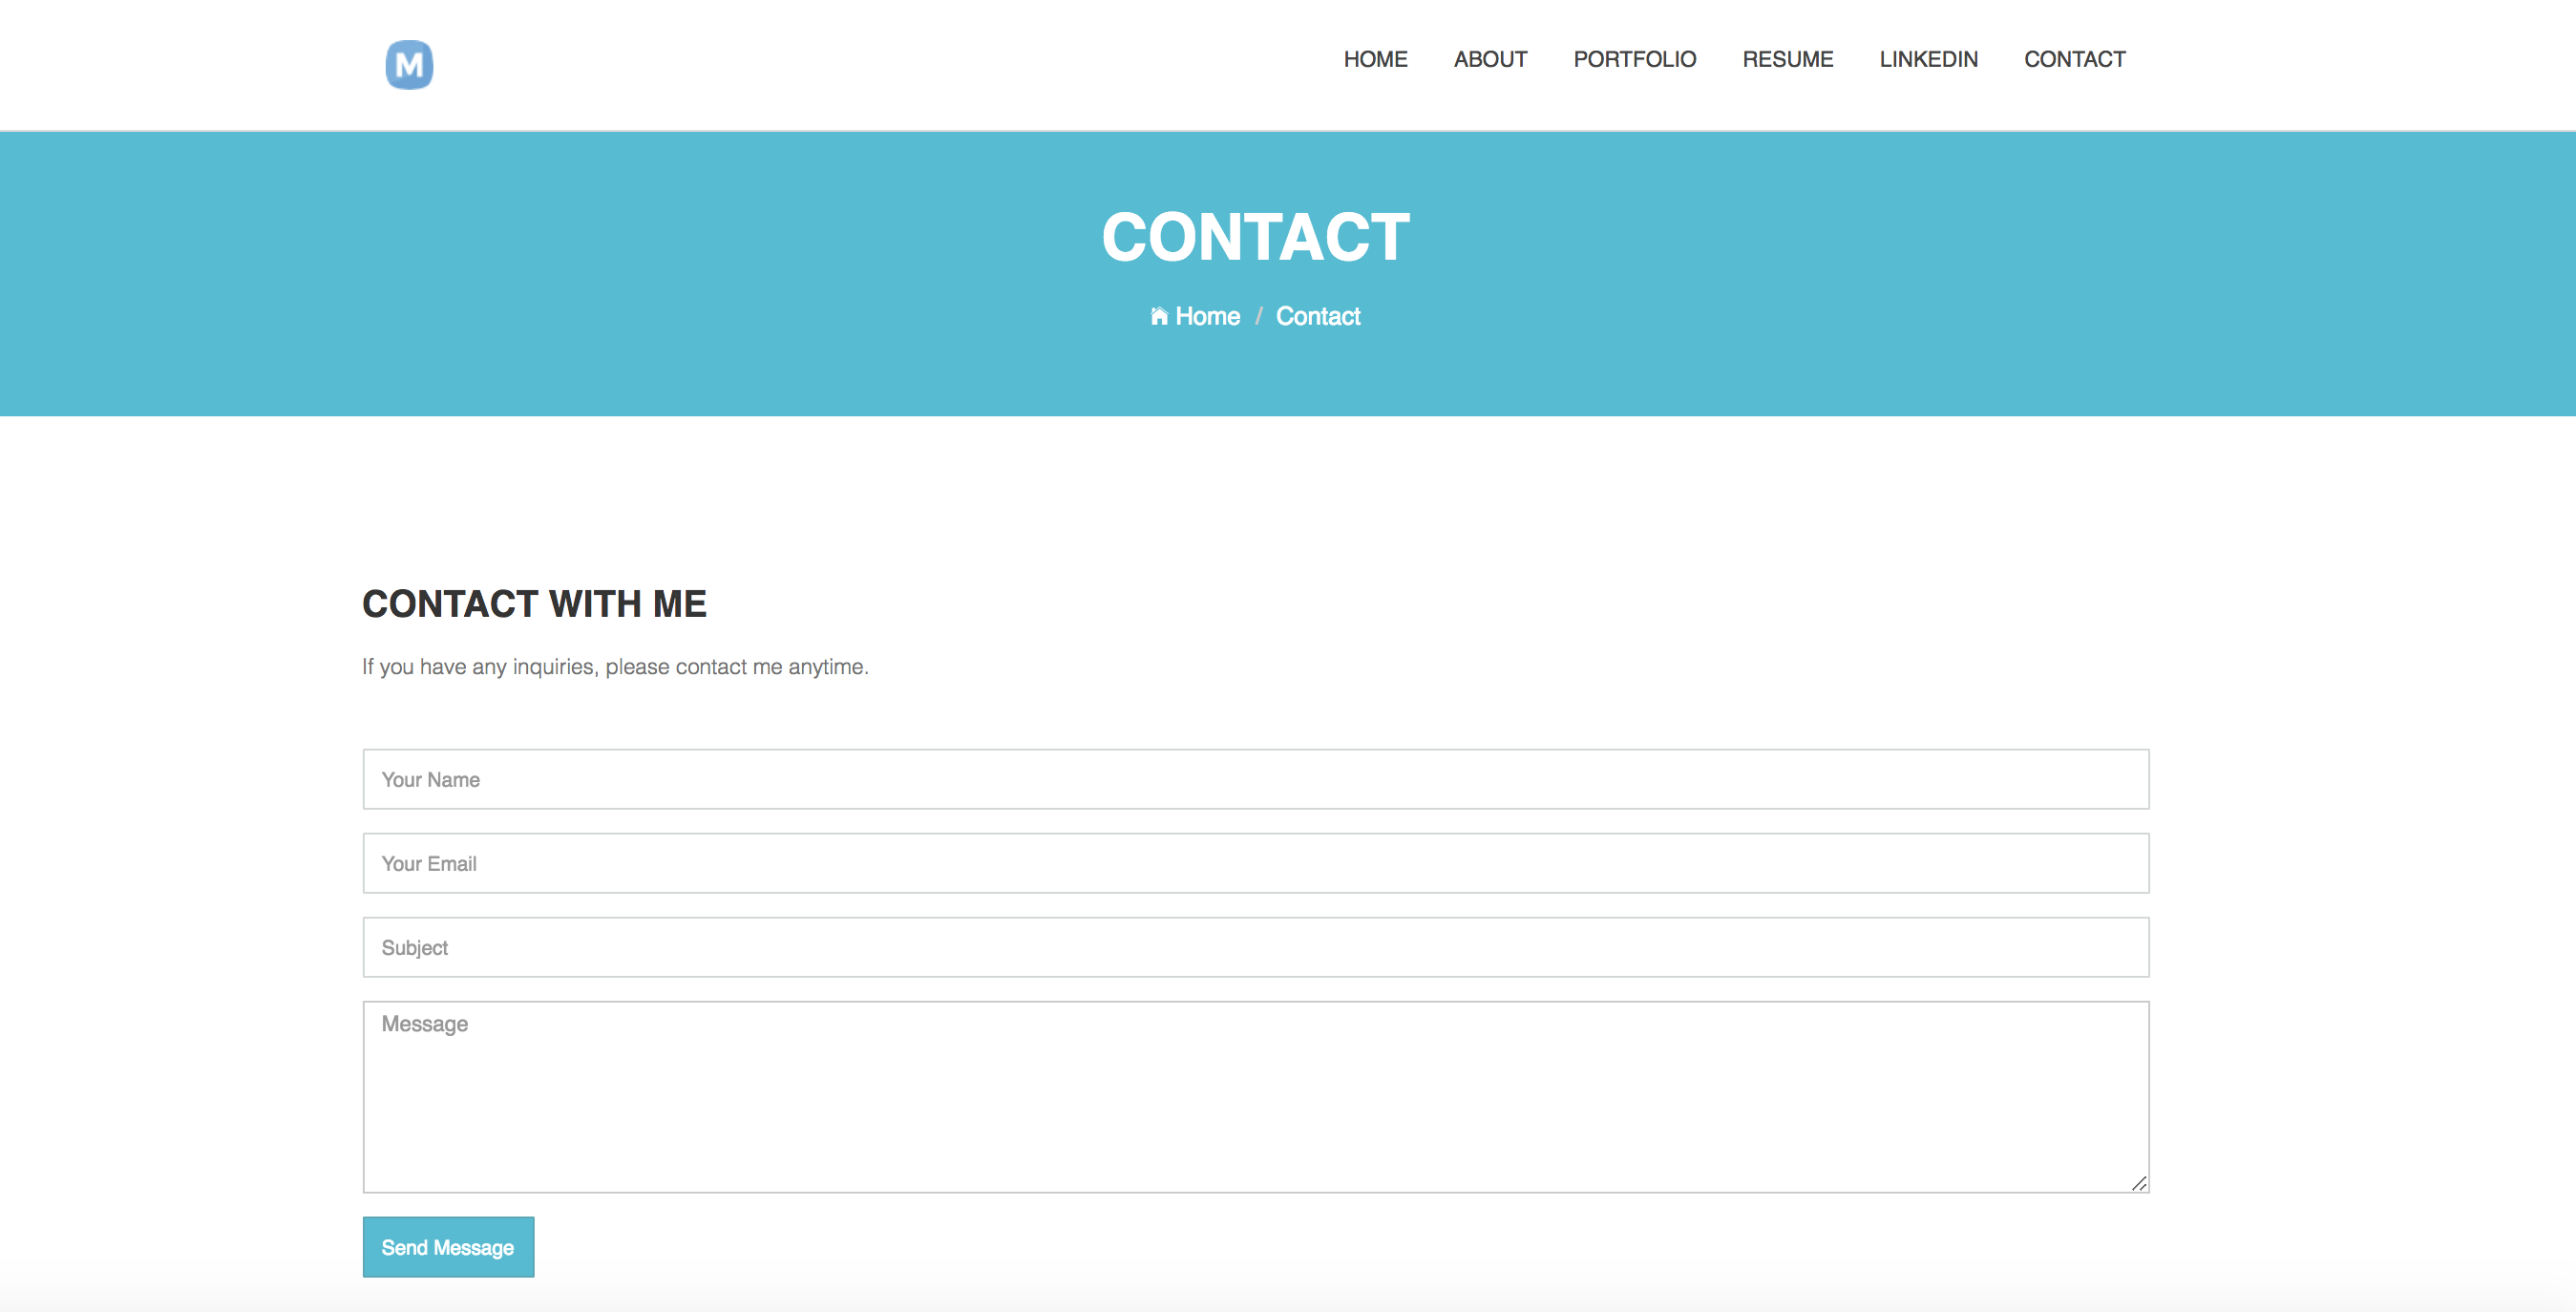 M
HOME ABOUT PORTFOLIO RESUME LINKEDIN CONTACT
CONTACT
Home / Contact
CONTACT WITH ME
If you have any inquiries, please contact me anytime.
Your Name
Your Email
Subject
Message
Send Message